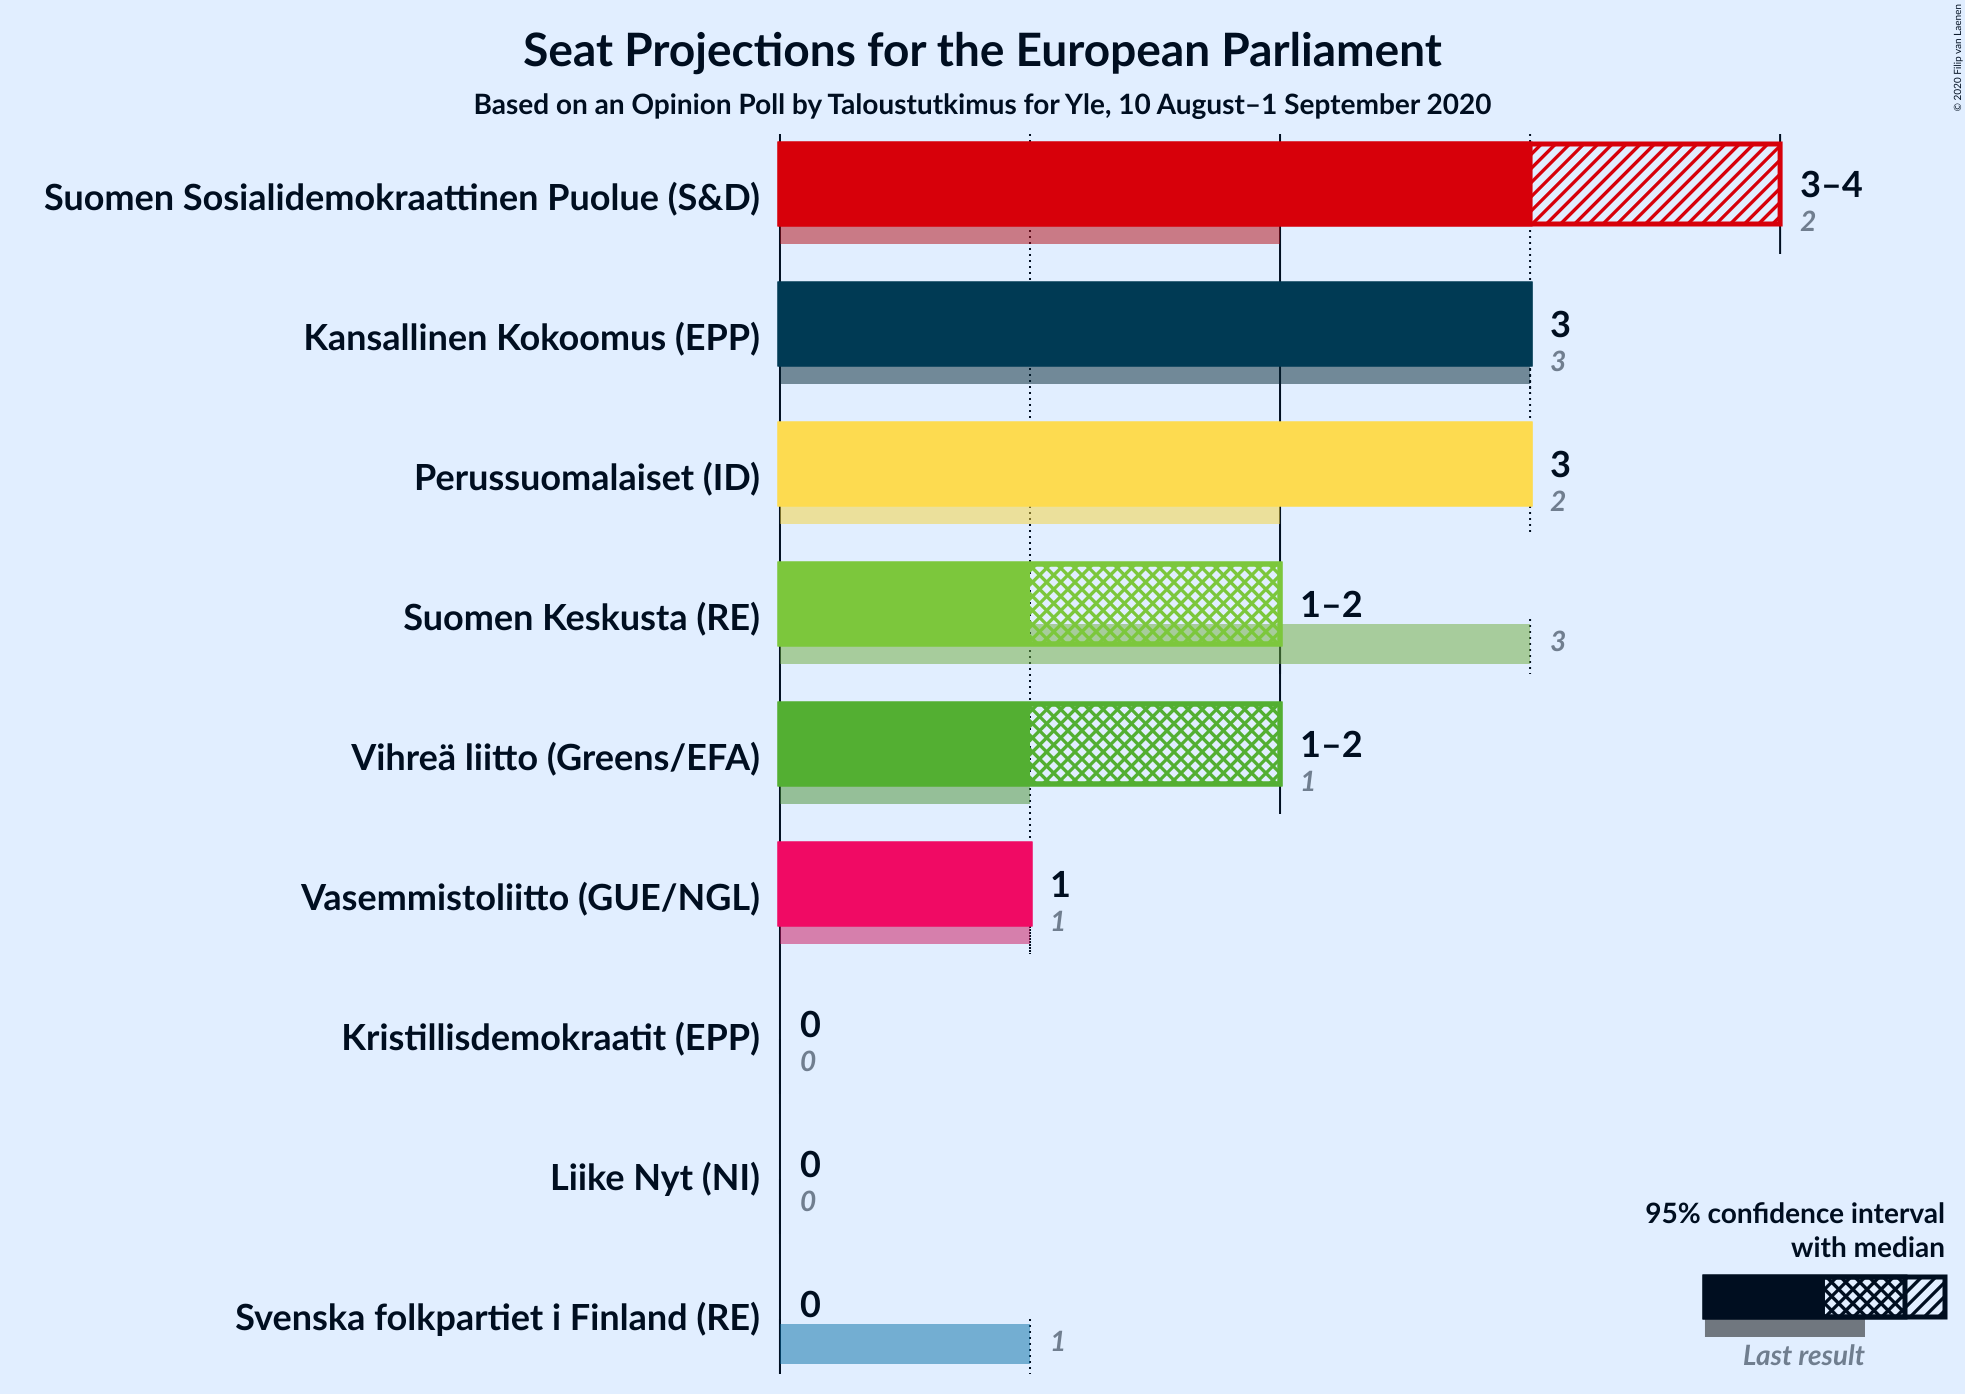 Seat Projections for the European Parliament
Based on an Opinion Poll by Taloustutkimus for Yle, 10 August–1 September 2020
© 2020 Filip van Laenen
Suomen Sosialidemokraattinen Puolue (S&D)
3–4
2
Kansallinen Kokoomus (EPP)
3
3
Perussuomalaiset (ID)
3
2
Suomen Keskusta (RE)
1–2
3
Vihreä liitto (Greens/EFA)
1–2
1
Vasemmistoliitto (GUE/NGL)
1
1
Kristillisdemokraatit (EPP)
0
0
Liike Nyt (NI)
0
0
Svenska folkpartiet i Finland (RE)
0
1
95% confidence interval
with median
Last result